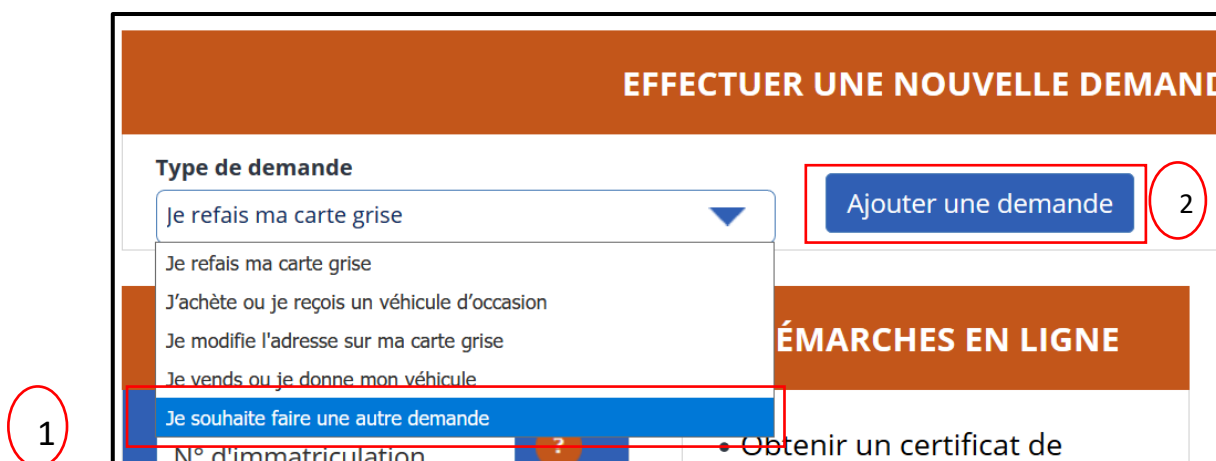 EFFECTUER UNE NOUVELLE DEMAND
Type de demande
Je refais ma carte grise
Ajouter une demande
2
Je refais ma carte grise
J’achète ou je reçois un véhicule d’occasion
Je modifie l'adresse sur ma carte grise
ÉMARCHES EN LIGNE
Je vends ou je donne mon véhicule
1
Je souhaite faire une autre demande
N° d'immatriculation
?
• Obtenir un certificat de